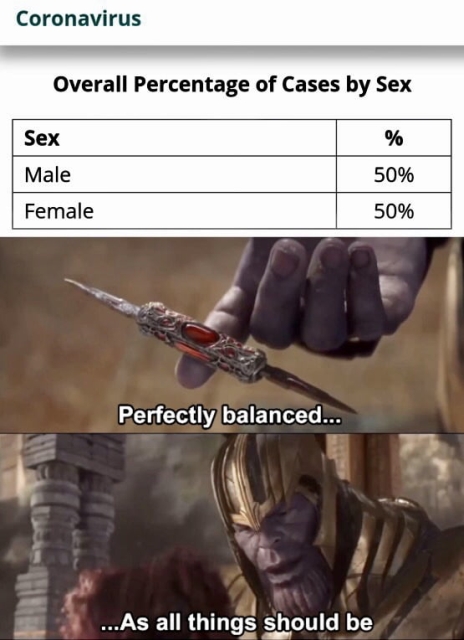 Coronavirus
Overall Percentage of Cases by Sex
Sex %
Male 50%
Female 50%
Perfectly balanced...
...As all things should be